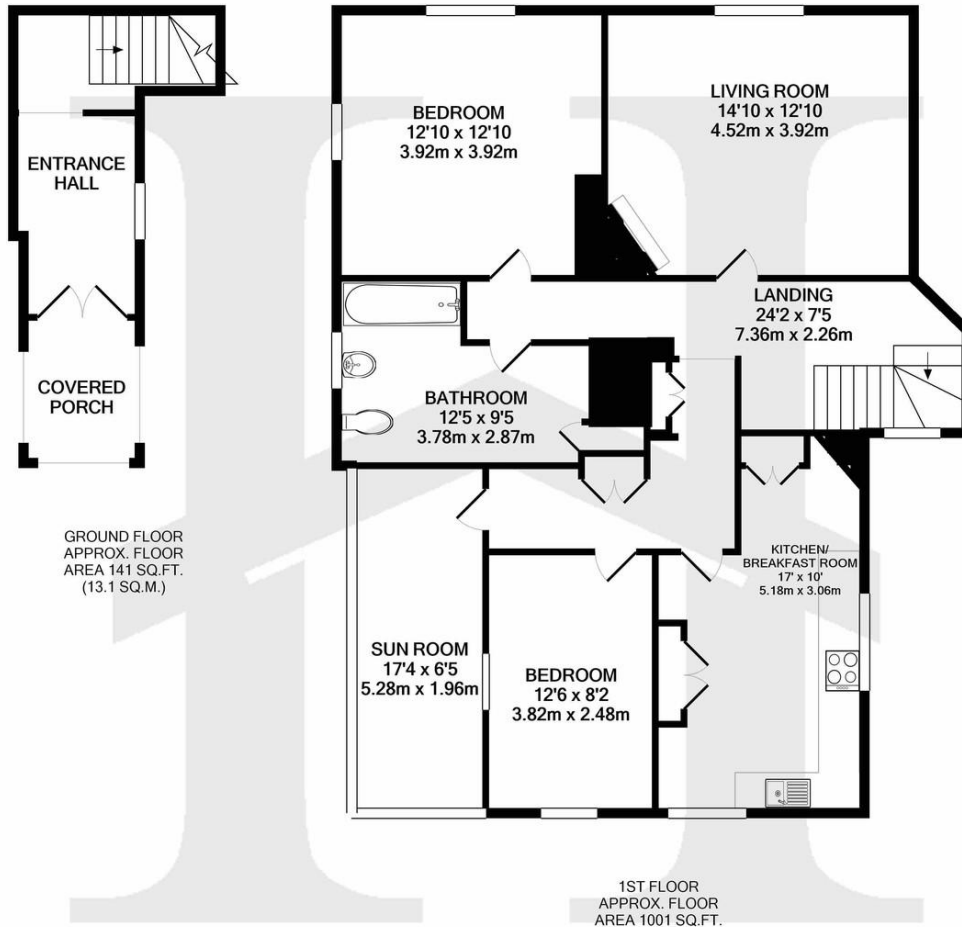 ENTRANCE
HALL
COVERED
PORCH
GROUND FLOOR
APPROX. FLOOR
AREA 141 SQ.FT.
(13.1 SQ.M.)
BEDROOM
12'10 x 12'10
3.92m x 3.92m
LIVING ROOM
14'10 x 12'10
4.52m x 3.92m
LANDING
24'2 x 7'5
7.36m x 2.26m
BATHROOM
12'5 x 9'5
3.78m x 2.87m
KITCHEN/
BREAKFAST ROOM
17' x 10'
5.18m x 3.06m
SUN ROOM
17'4 x 6'5
5.28m x 1.96m
BEDROOM
12'6 x 8'2
3.82m x 2.48m
1ST FLOOR
APPROX. FLOOR
AREA 1001 SQ.FT.